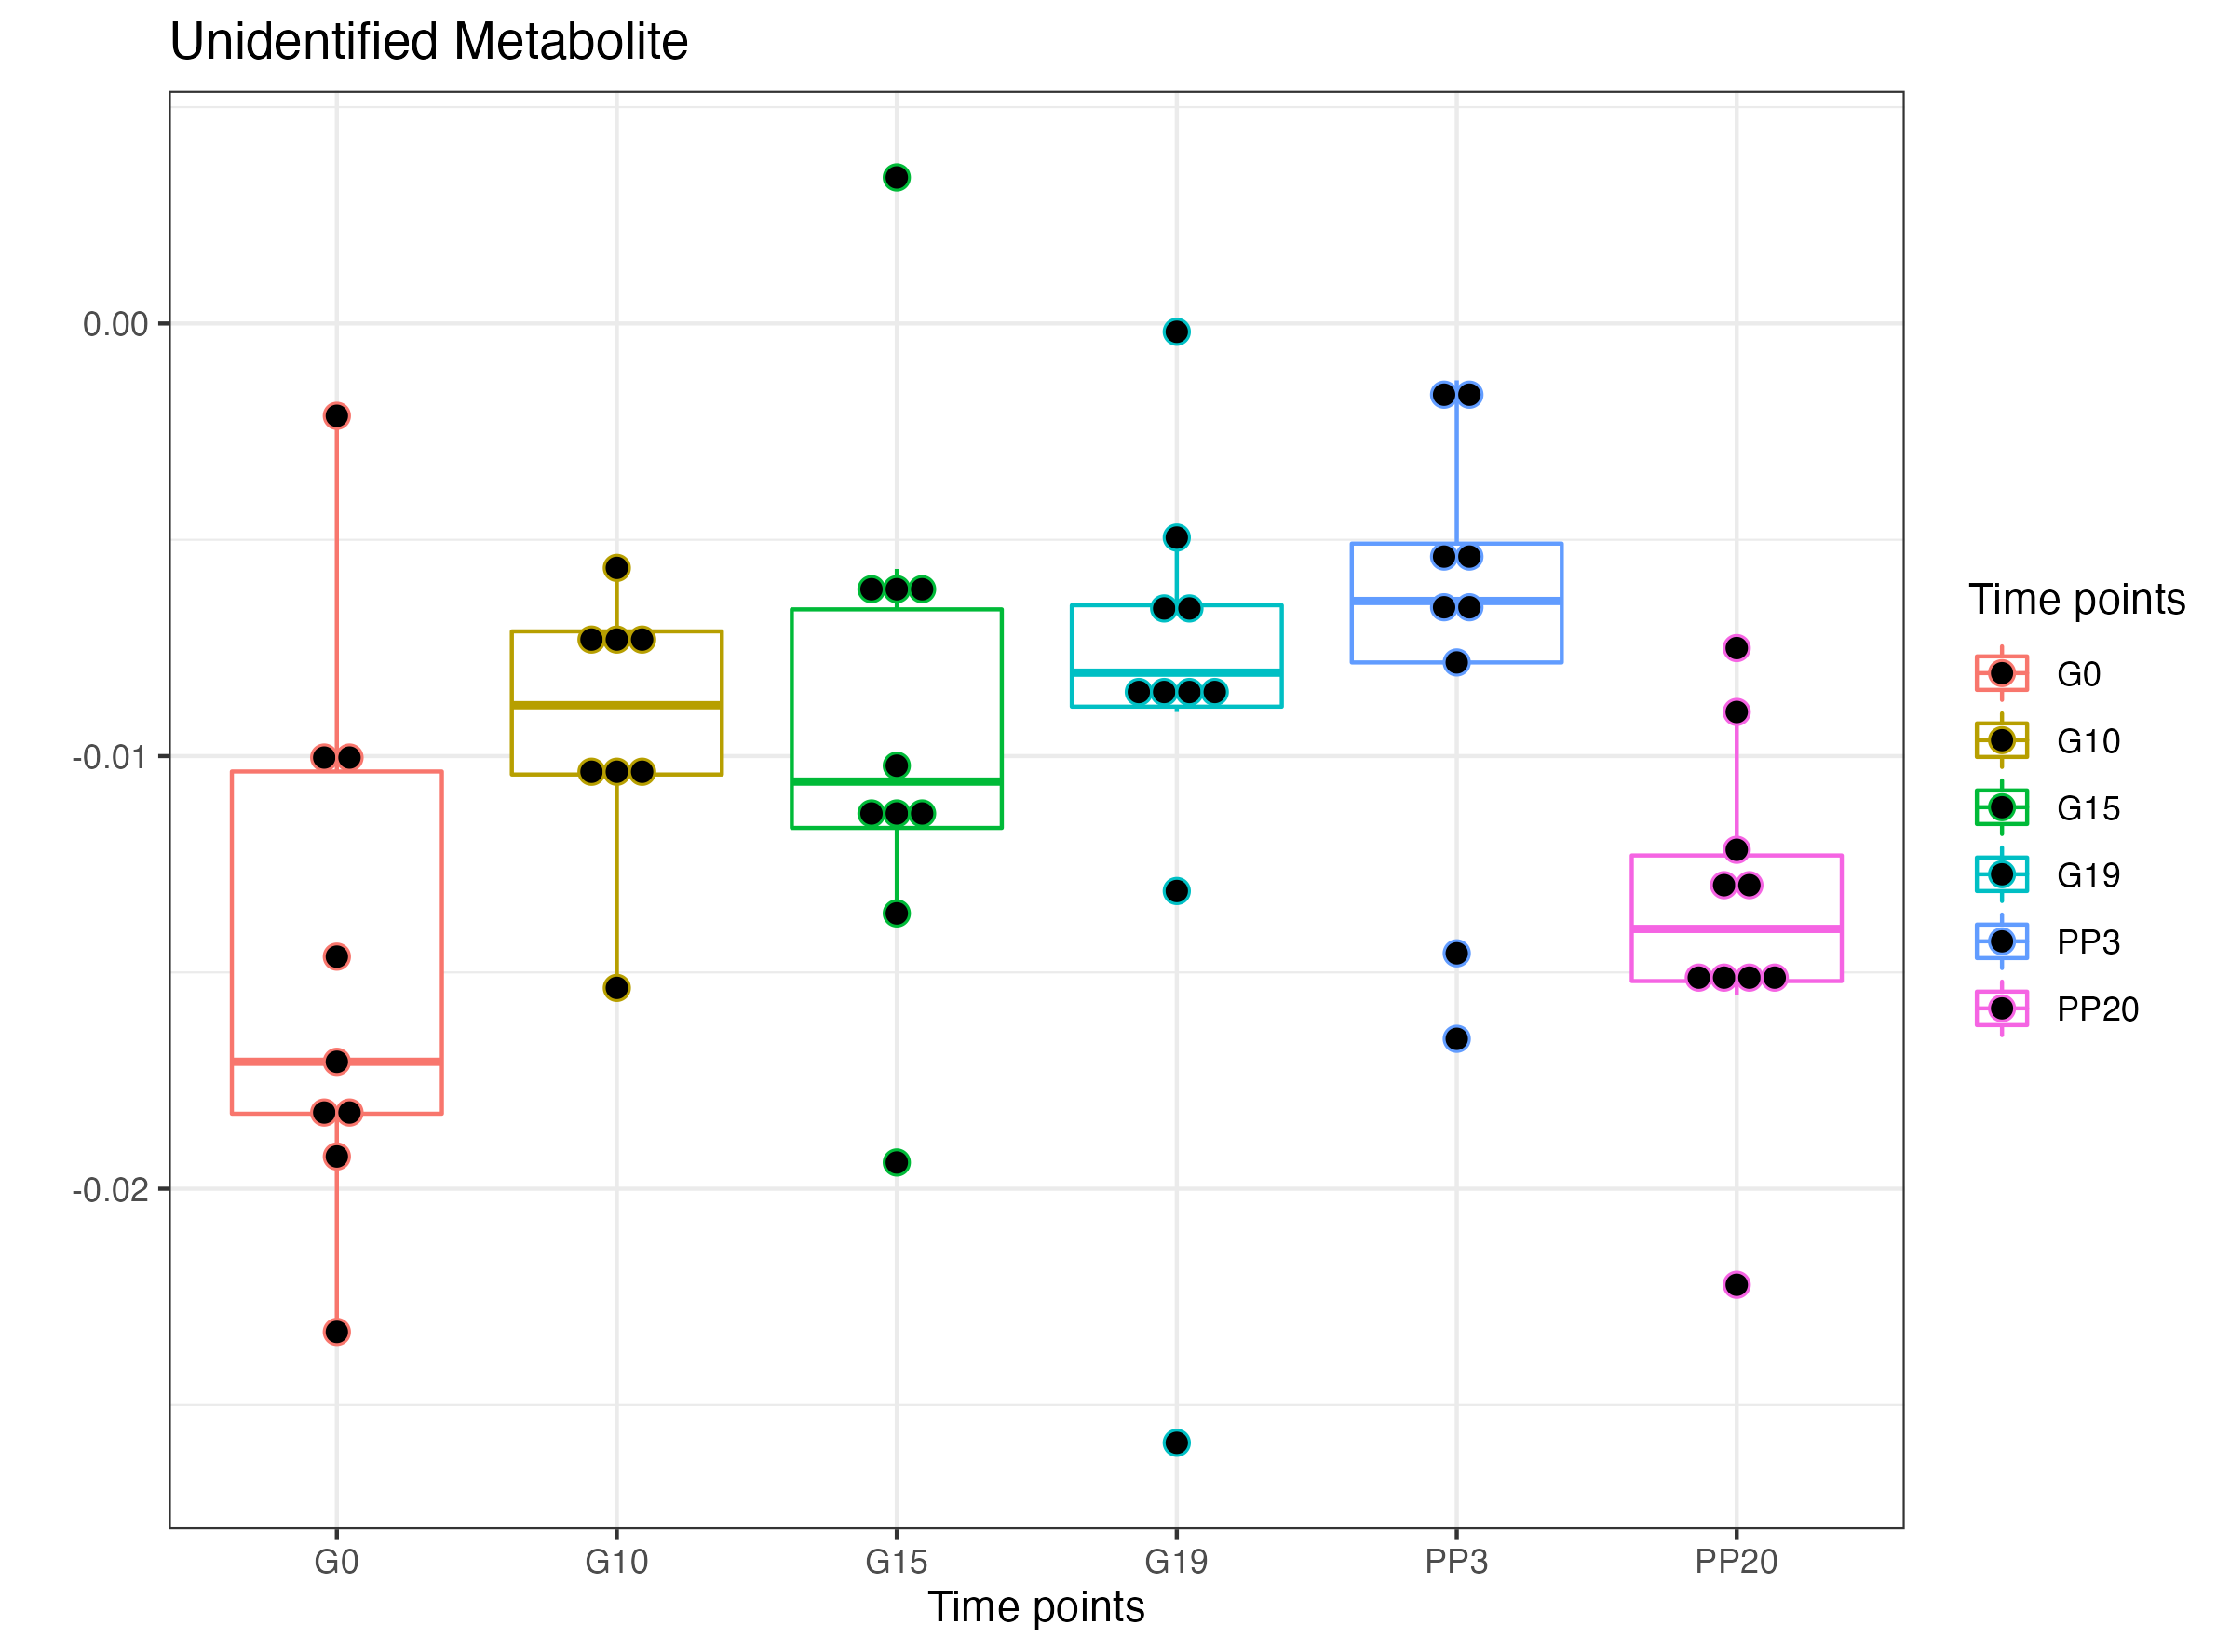 Unidentified Metabolite
0.00
-0.01
-0.02
G0 G10 G15 G19 PP3 PP20
Time points
Time points
G0
G10
G15
G19
PP3
PP20